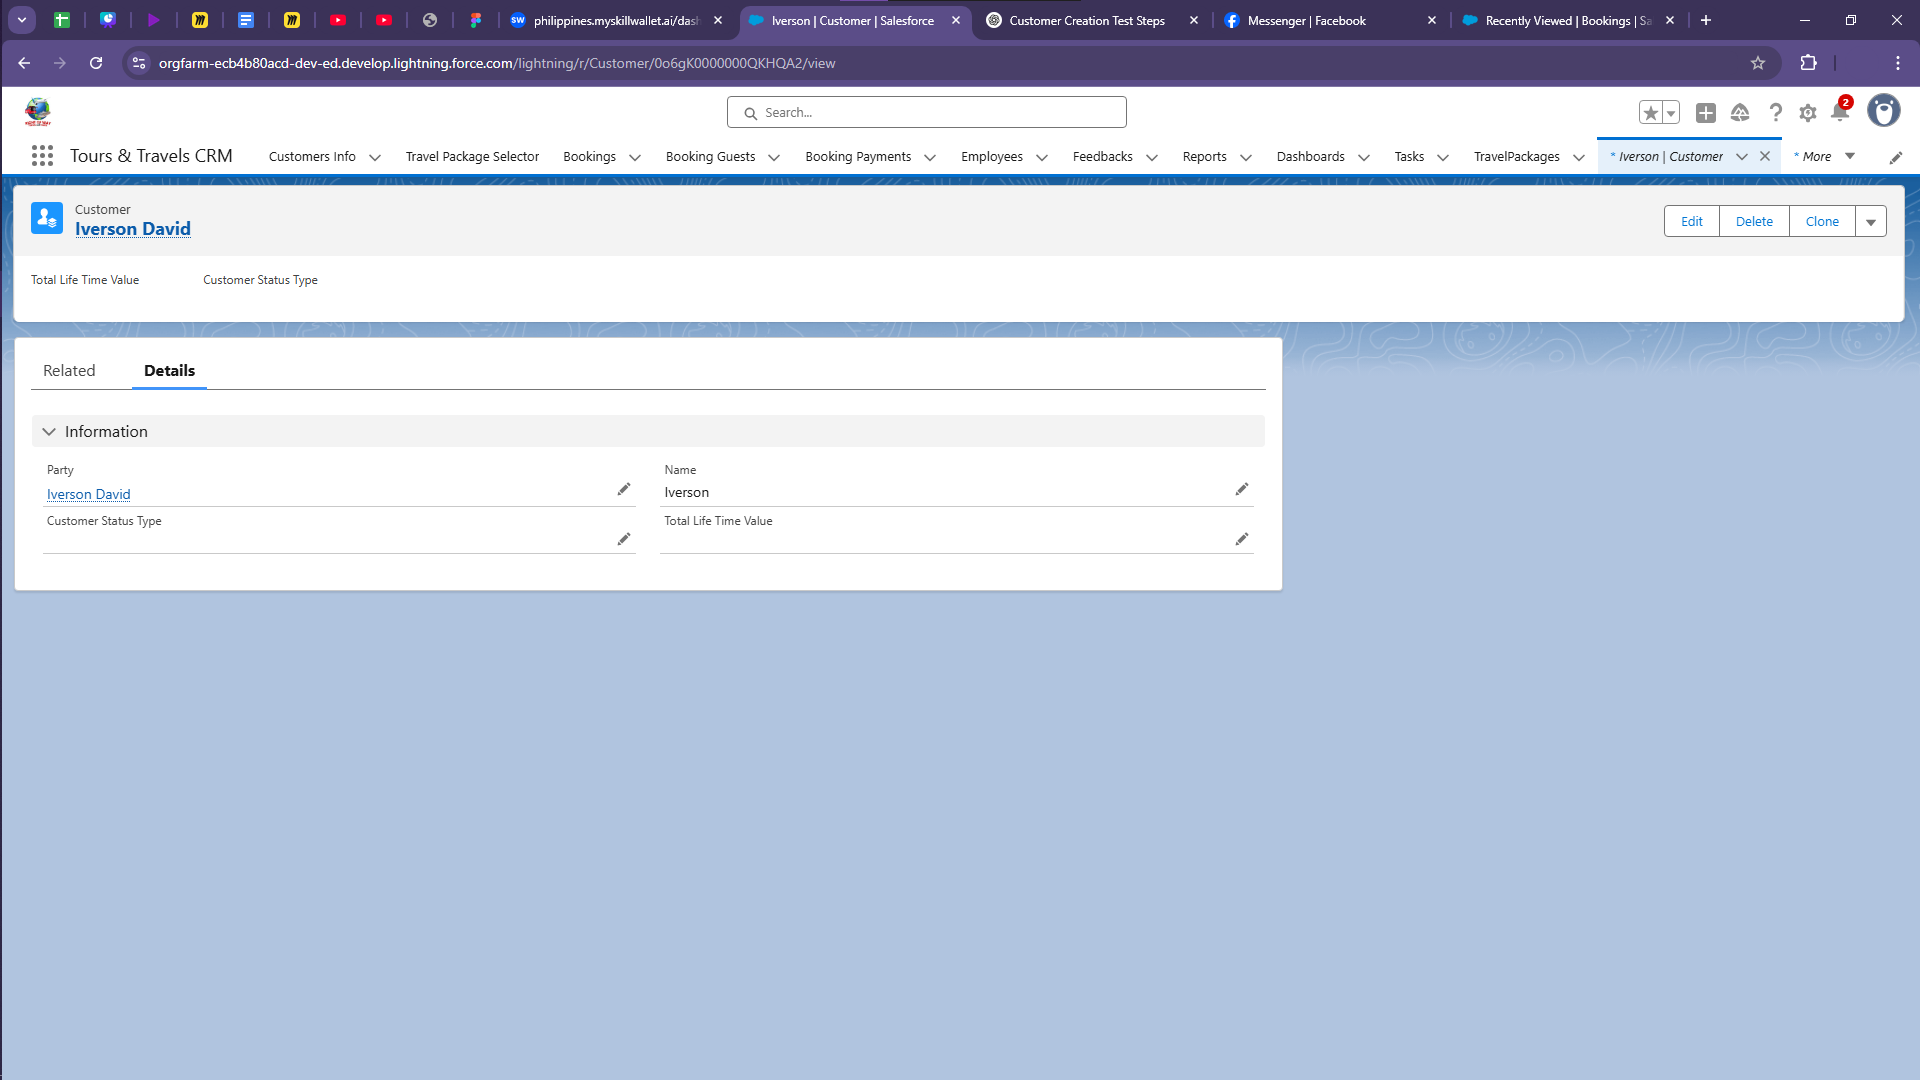 philippines.myskillwallet.ai/dash
Iverson | Customer | Salesforce
Customer Creation Test Steps
Messenger | Facebook
Recently Viewed | Bookings | Sa
orgfarm-ecb4b80acd-dev-ed.develop.lightning.force.com/lightning/r/Customer/0o6gK0000000QKHQA2/view
Search...
2
Tours & Travels CRM
Customers Info
Travel Package Selector
Bookings
Booking Guests
Booking Payments
Employees
Feedbacks
Reports
Dashboards
Tasks
TravelPackages
* Iverson | Customer
* More
Customer
Iverson David
Edit
Delete
Clone
Total Life Time Value
Customer Status Type
Related
Details
Information
Party
Name
Iverson David
Iverson
Customer Status Type
Total Life Time Value